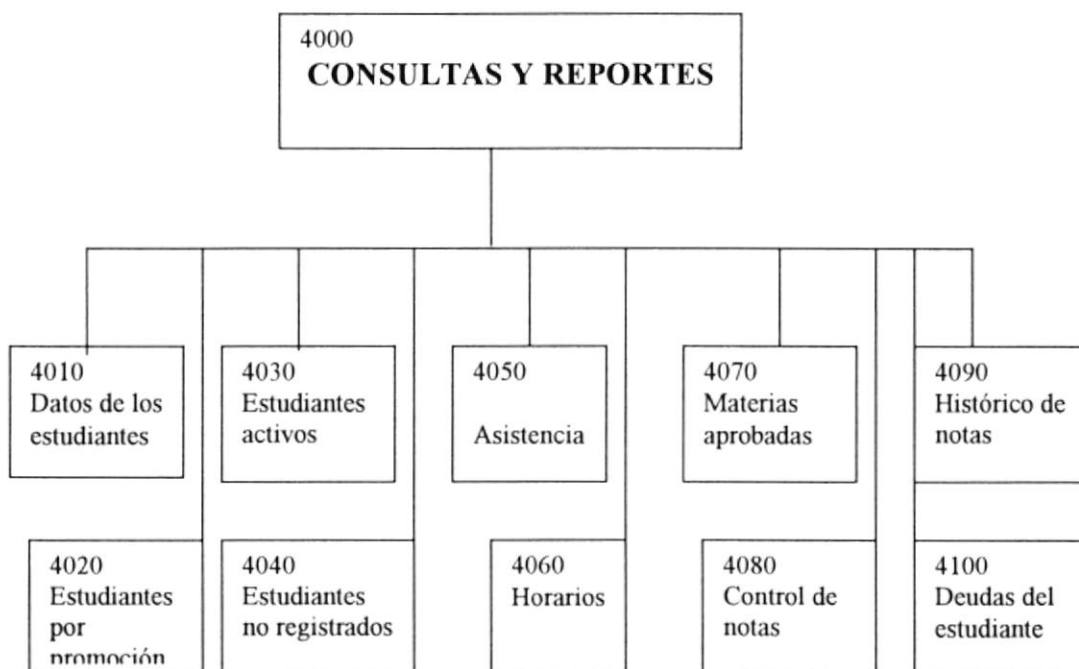 4000
CONSULTAS Y REPORTES
4010
Datos de los
estudiantes
4030
Estudiantes
activos
4050
Asistencia
4070
Materias
aprobadas
4090
Histórico de
notas
4020
Estudiantes
por
promoción
4040
Estudiantes
no registrados
4060
Horarios
4080
Control de
notas
4100
Deudas del
estudiante